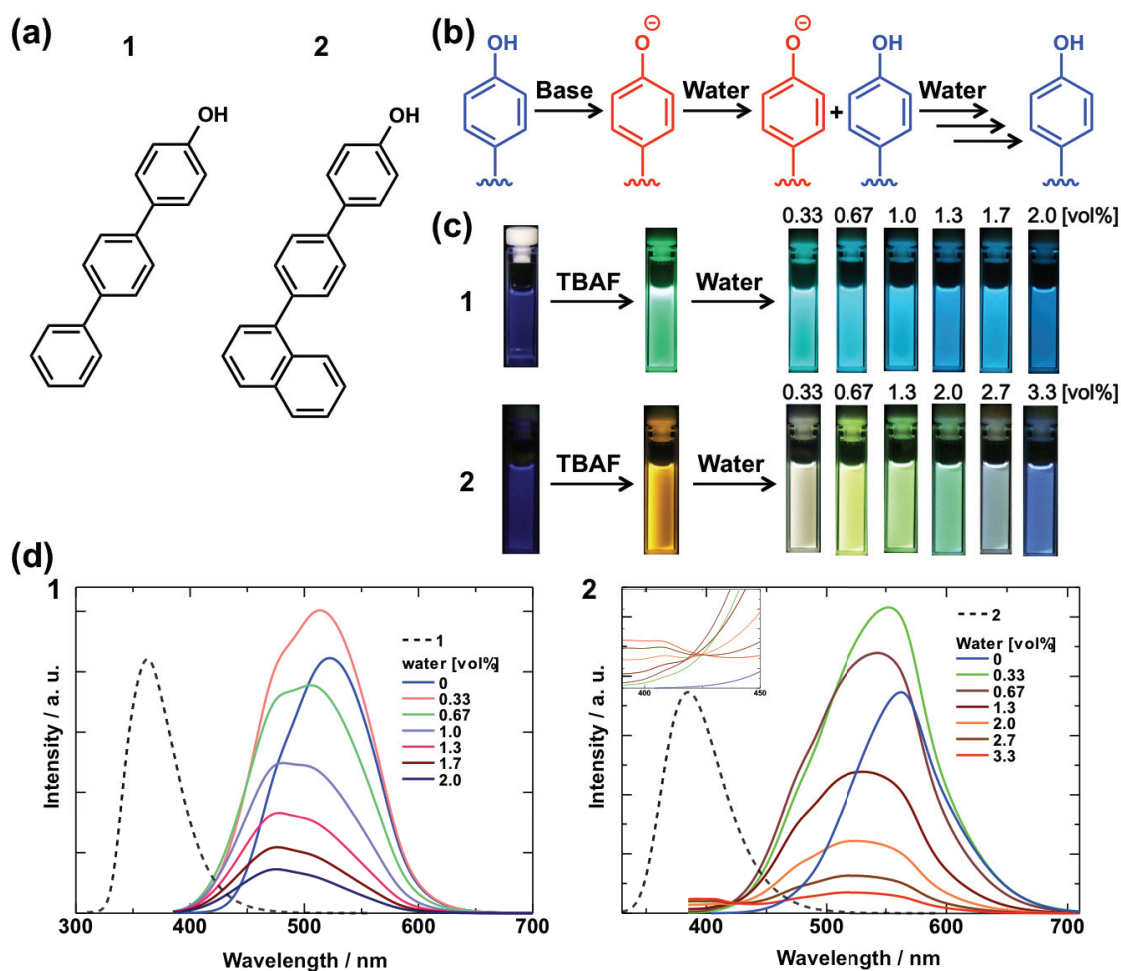 (a)
1 2
OH
OH
(b)
OH O⊖ O⊖ OH OH
Base Water + Water
(c)
0.33 0.67 1.0 1.3 1.7 2.0 [vol%]
1 TBAF Water
0.33 0.67 1.3 2.0 2.7 3.3 [vol%]
2 TBAF Water
(d)
1
Intensity / a. u.
1
water [vol%]
0
0.33
0.67
1.0
1.3
1.7
2.0
300 400 500 600 700
Wavelength / nm
2
Intensity / a. u.
400 450
2
Water [vol%]
0
0.33
0.67
1.3
2.0
2.7
3.3
400 500 600 700
Wavelength / nm